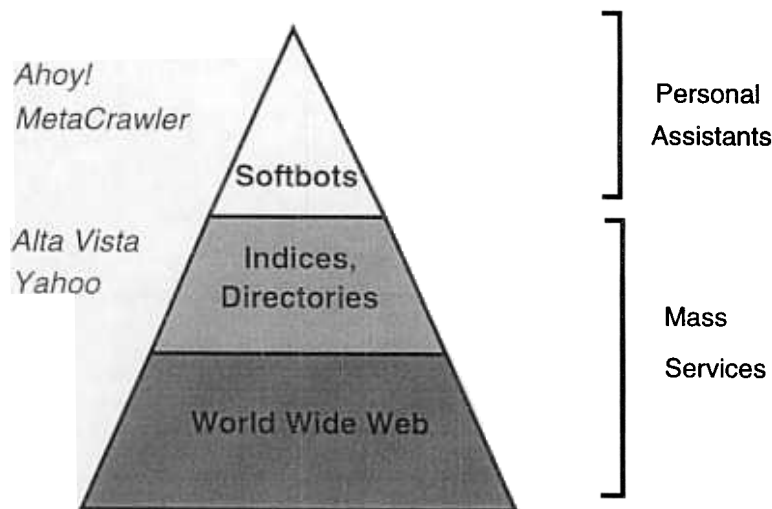 Ahoy!
MetaCrawler
Personal
Assistants
Softbots
Alta Vista
Yahoo
Indices,
Directories
Mass
Services
World Wide Web